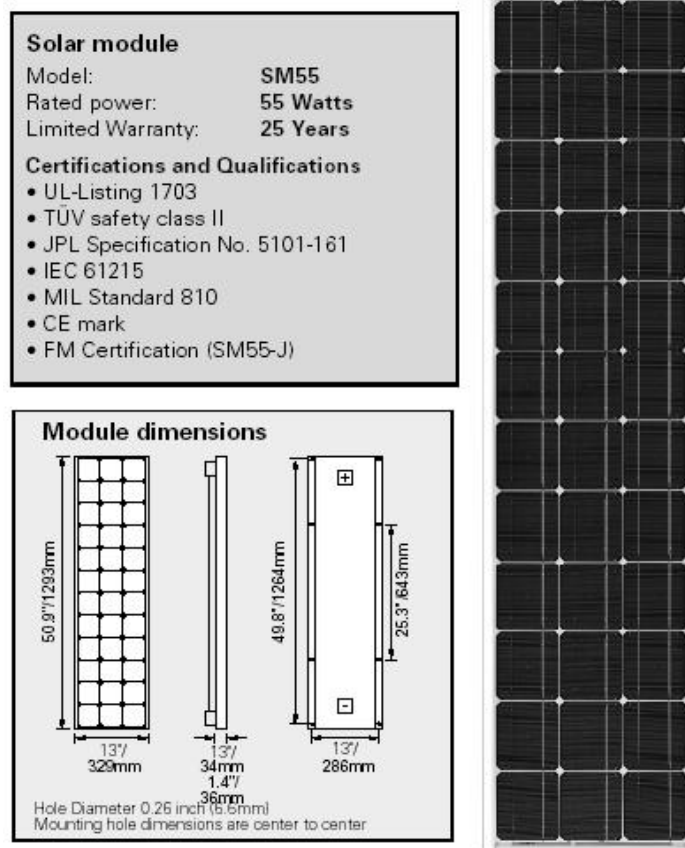 Solar module
Model: SM55
Rated power: 55 Watts
Limited Warranty: 25 Years
Certifications and Qualifications
• UL-Listing 1703
• TÜV safety class II
• JPL Specification No. 5101-161
• IEC 61215
• MIL Standard 810
• CE mark
• FM Certification (SM55-J)
Module dimensions
50.9"/1293mm
13"/
329mm
13"/
34mm
1.4"/
36mm
49.8"/1264mm
25.3"/643mm
13"/
286mm
+
-
Hole Diameter 0.26 inch (6.6mm)
Mounting hole dimensions are center to center